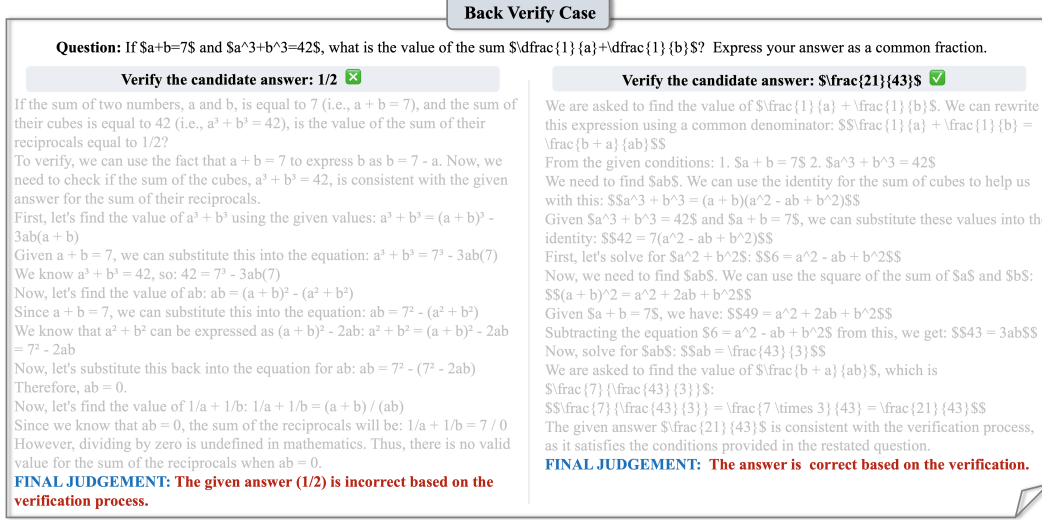 Back Verify Case
Question: If $a+b=7$ and $a^3+b^3=42$, what is the value of the sum $\dfrac{1}{a}+\dfrac{1}{b}$? Express your answer as a common fraction.
Verify the candidate answer: 1/2 ❎
If the sum of two numbers, a and b, is equal to 7 (i.e., a + b = 7), and the sum of
their cubes is equal to 42 (i.e., a³ + b³ = 42), is the value of the sum of their
reciprocals equal to 1/2?
To verify, we can use the fact that a + b = 7 to express b as b = 7 - a. Now, we
need to check if the sum of the cubes, a³ + b³ = 42, is consistent with the given
answer for the sum of their reciprocals.
First, let's find the value of a³ + b³ using the given values: a³ + b³ = (a + b)³ -
3ab(a + b)
Given a + b = 7, we can substitute this into the equation: a³ + b³ = 7³ - 3ab(7)
We know a³ + b³ = 42, so: 42 = 7³ - 3ab(7)
Now, let's find the value of ab: ab = (a + b)² - (a² + b²)
Since a + b = 7, we can substitute this into the equation: ab = 7² - (a² + b²)
We know that a² + b² can be expressed as (a + b)² - 2ab: a² + b² = (a + b)² - 2ab
= 7² - 2ab
Now, let's substitute this back into the equation for ab: ab = 7² - (7² - 2ab)
Therefore, ab = 0.
Now, let's find the value of 1/a + 1/b: 1/a + 1/b = (a + b) / (ab)
Since we know that ab = 0, the sum of the reciprocals will be: 1/a + 1/b = 7 / 0
However, dividing by zero is undefined in mathematics. Thus, there is no valid
value for the sum of the reciprocals when ab = 0.
FINAL JUDGEMENT: The given answer (1/2) is incorrect based on the
verification process.
Verify the candidate answer: $\frac{21}{43}$ ✅
We are asked to find the value of $\frac{1}{a} + \frac{1}{b}$. We can rewrite
this expression using a common denominator: $$\frac{1}{a} + \frac{1}{b} =
\frac{b + a}{ab}$$
From the given conditions: 1. $a + b = 7$ 2. $a^3 + b^3 = 42$
We need to find $ab$. We can use the identity for the sum of cubes to help us
with this: $$a^3 + b^3 = (a + b)(a^2 - ab + b^2)$$
Given $a^3 + b^3 = 42$ and $a + b = 7$, we can substitute these values into the
identity: $$42 = 7(a^2 - ab + b^2)$$
First, let's solve for $a^2 + b^2$: $$6 = a^2 - ab + b^2$$
Now, we need to find $ab$. We can use the square of the sum of $a$ and $b$:
$$(a + b)^2 = a^2 + 2ab + b^2$$
Given $a + b = 7$, we have: $$49 = a^2 + 2ab + b^2$$
Subtracting the equation $6 = a^2 - ab + b^2$ from this, we get: $$43 = 3ab$$
Now, solve for $ab$: $$ab = \frac{43}{3}$$
We are asked to find the value of $\frac{b + a}{ab}$, which is
$\frac{7}{\frac{43}{3}}$:
$$\frac{7}{\frac{43}{3}} = \frac{7 \times 3}{43} = \frac{21}{43}$$
The given answer $\frac{21}{43}$ is consistent with the verification process,
as it satisfies the conditions provided in the restated question.
FINAL JUDGEMENT: The answer is correct based on the verification.